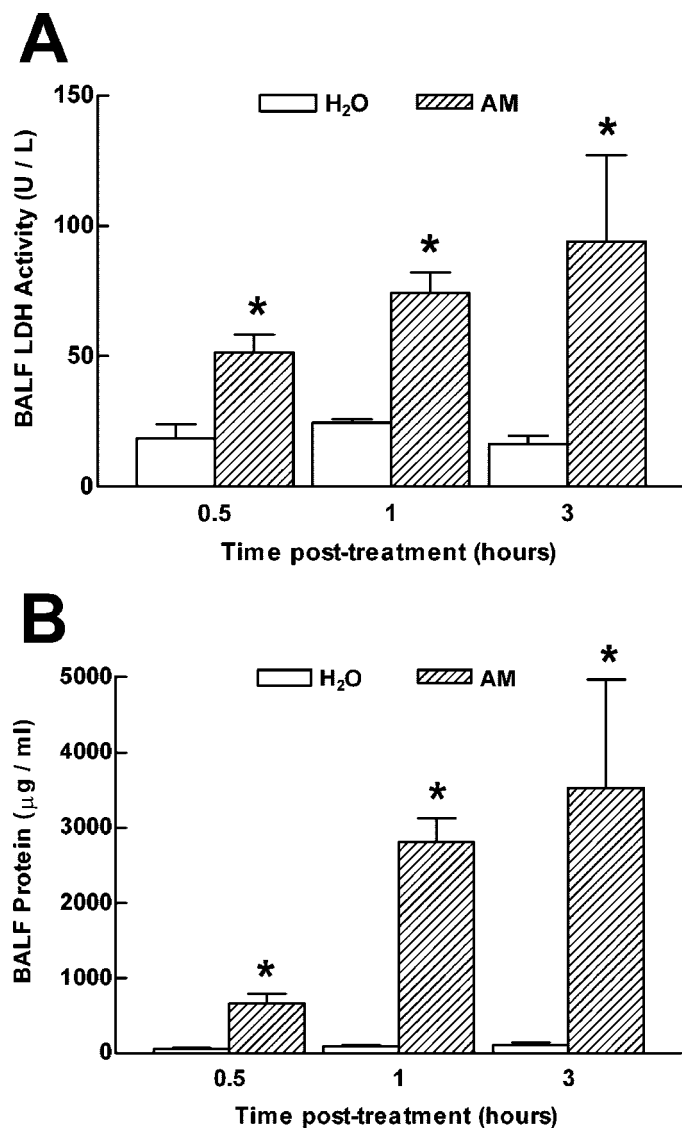 A
H₂O AM
150
100
50
0
BALF LDH Activity (U / L)
*
*
*
0.5 1 3
Time post-treatment (hours)
B
H₂O AM
5000
4000
3000
2000
1000
0
BALF Protein (μg / ml)
*
*
*
0.5 1 3
Time post-treatment (hours)